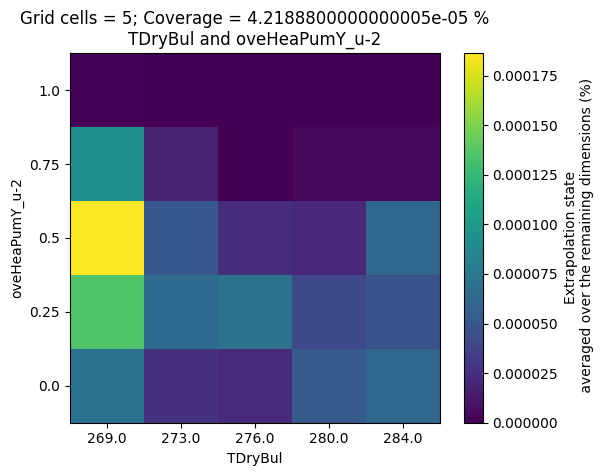 Grid cells = 5; Coverage = 4.2188800000000005e-05 %
TDryBul and oveHeaPumY_u-2
1.0
0.75
0.5
0.25
0.0
oveHeaPumY_u-2
269.0 273.0 276.0 280.0 284.0
TDryBul
0.000175
0.000150
0.000125
0.000100
0.000075
0.000050
0.000025
0.000000
Extrapolation state
averaged over the remaining dimensions (%)